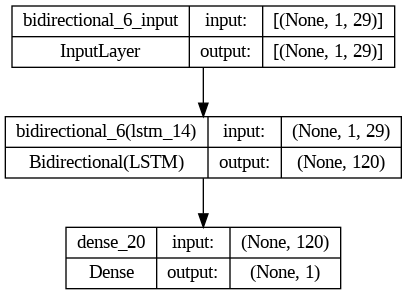 bidirectional_6_input input: [(None, 1, 29)]
InputLayer output: [(None, 1, 29)]
bidirectional_6(lstm_14) input: (None, 1, 29)
Bidirectional(LSTM) output: (None, 120)
dense_20 input: (None, 120)
Dense output: (None, 1)